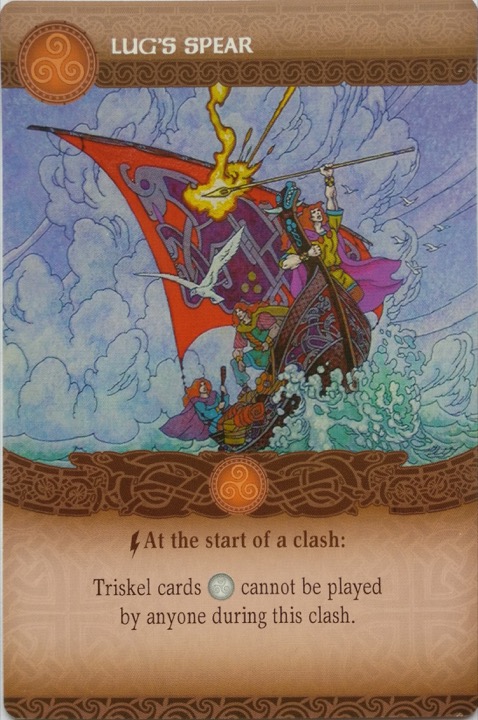 LUG'S SPEAR
At the start of a clash:
Triskel cards cannot be played
by anyone during this clash.